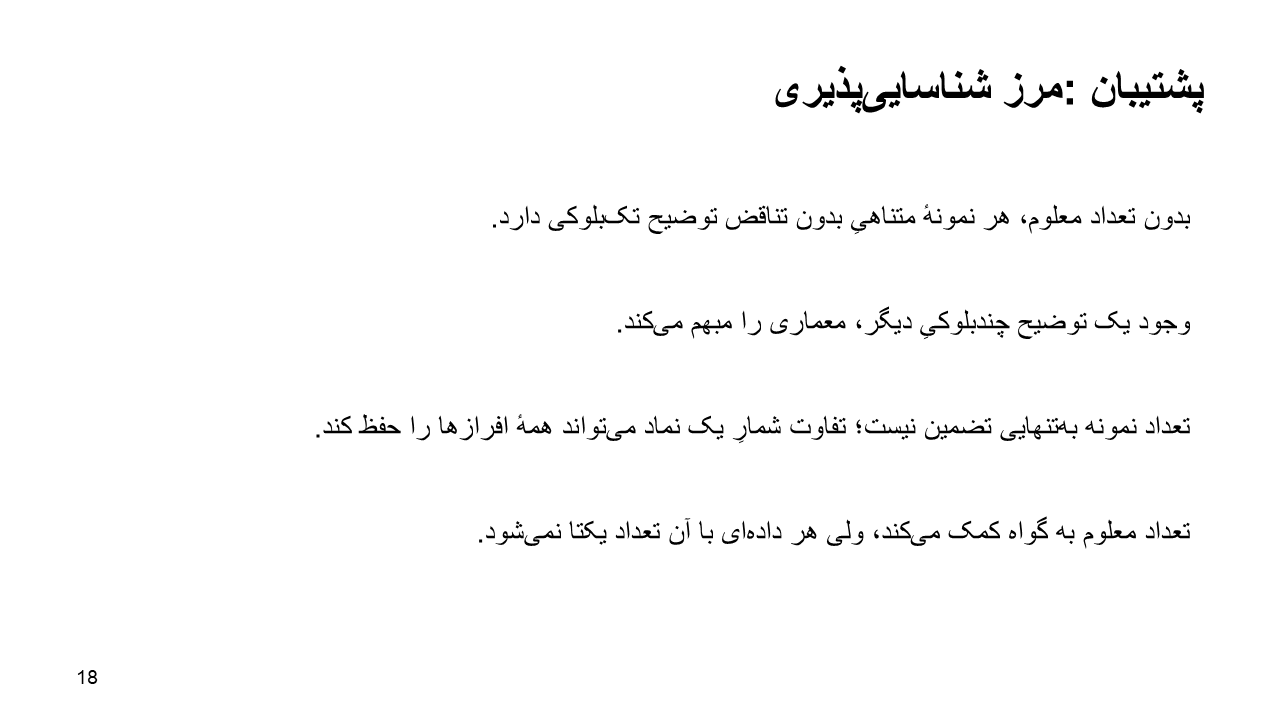 پشتیبان :مرز شناسایی‌پذیری
بدون تعداد معلوم، هر نمونهٔ متناهیِ بدون تناقض توضیح تک‌بلوکی دارد.
وجود یک توضیح چندبلوکیِ دیگر، معماری را مبهم می‌کند.
تعداد نمونه به‌تنهایی تضمین نیست؛ تفاوت شمارِ یک نماد می‌تواند همهٔ افرازها را حفظ کند.
تعداد معلوم به گواه کمک می‌کند، ولی هر داده‌ای با آن تعداد یکتا نمی‌شود.
18